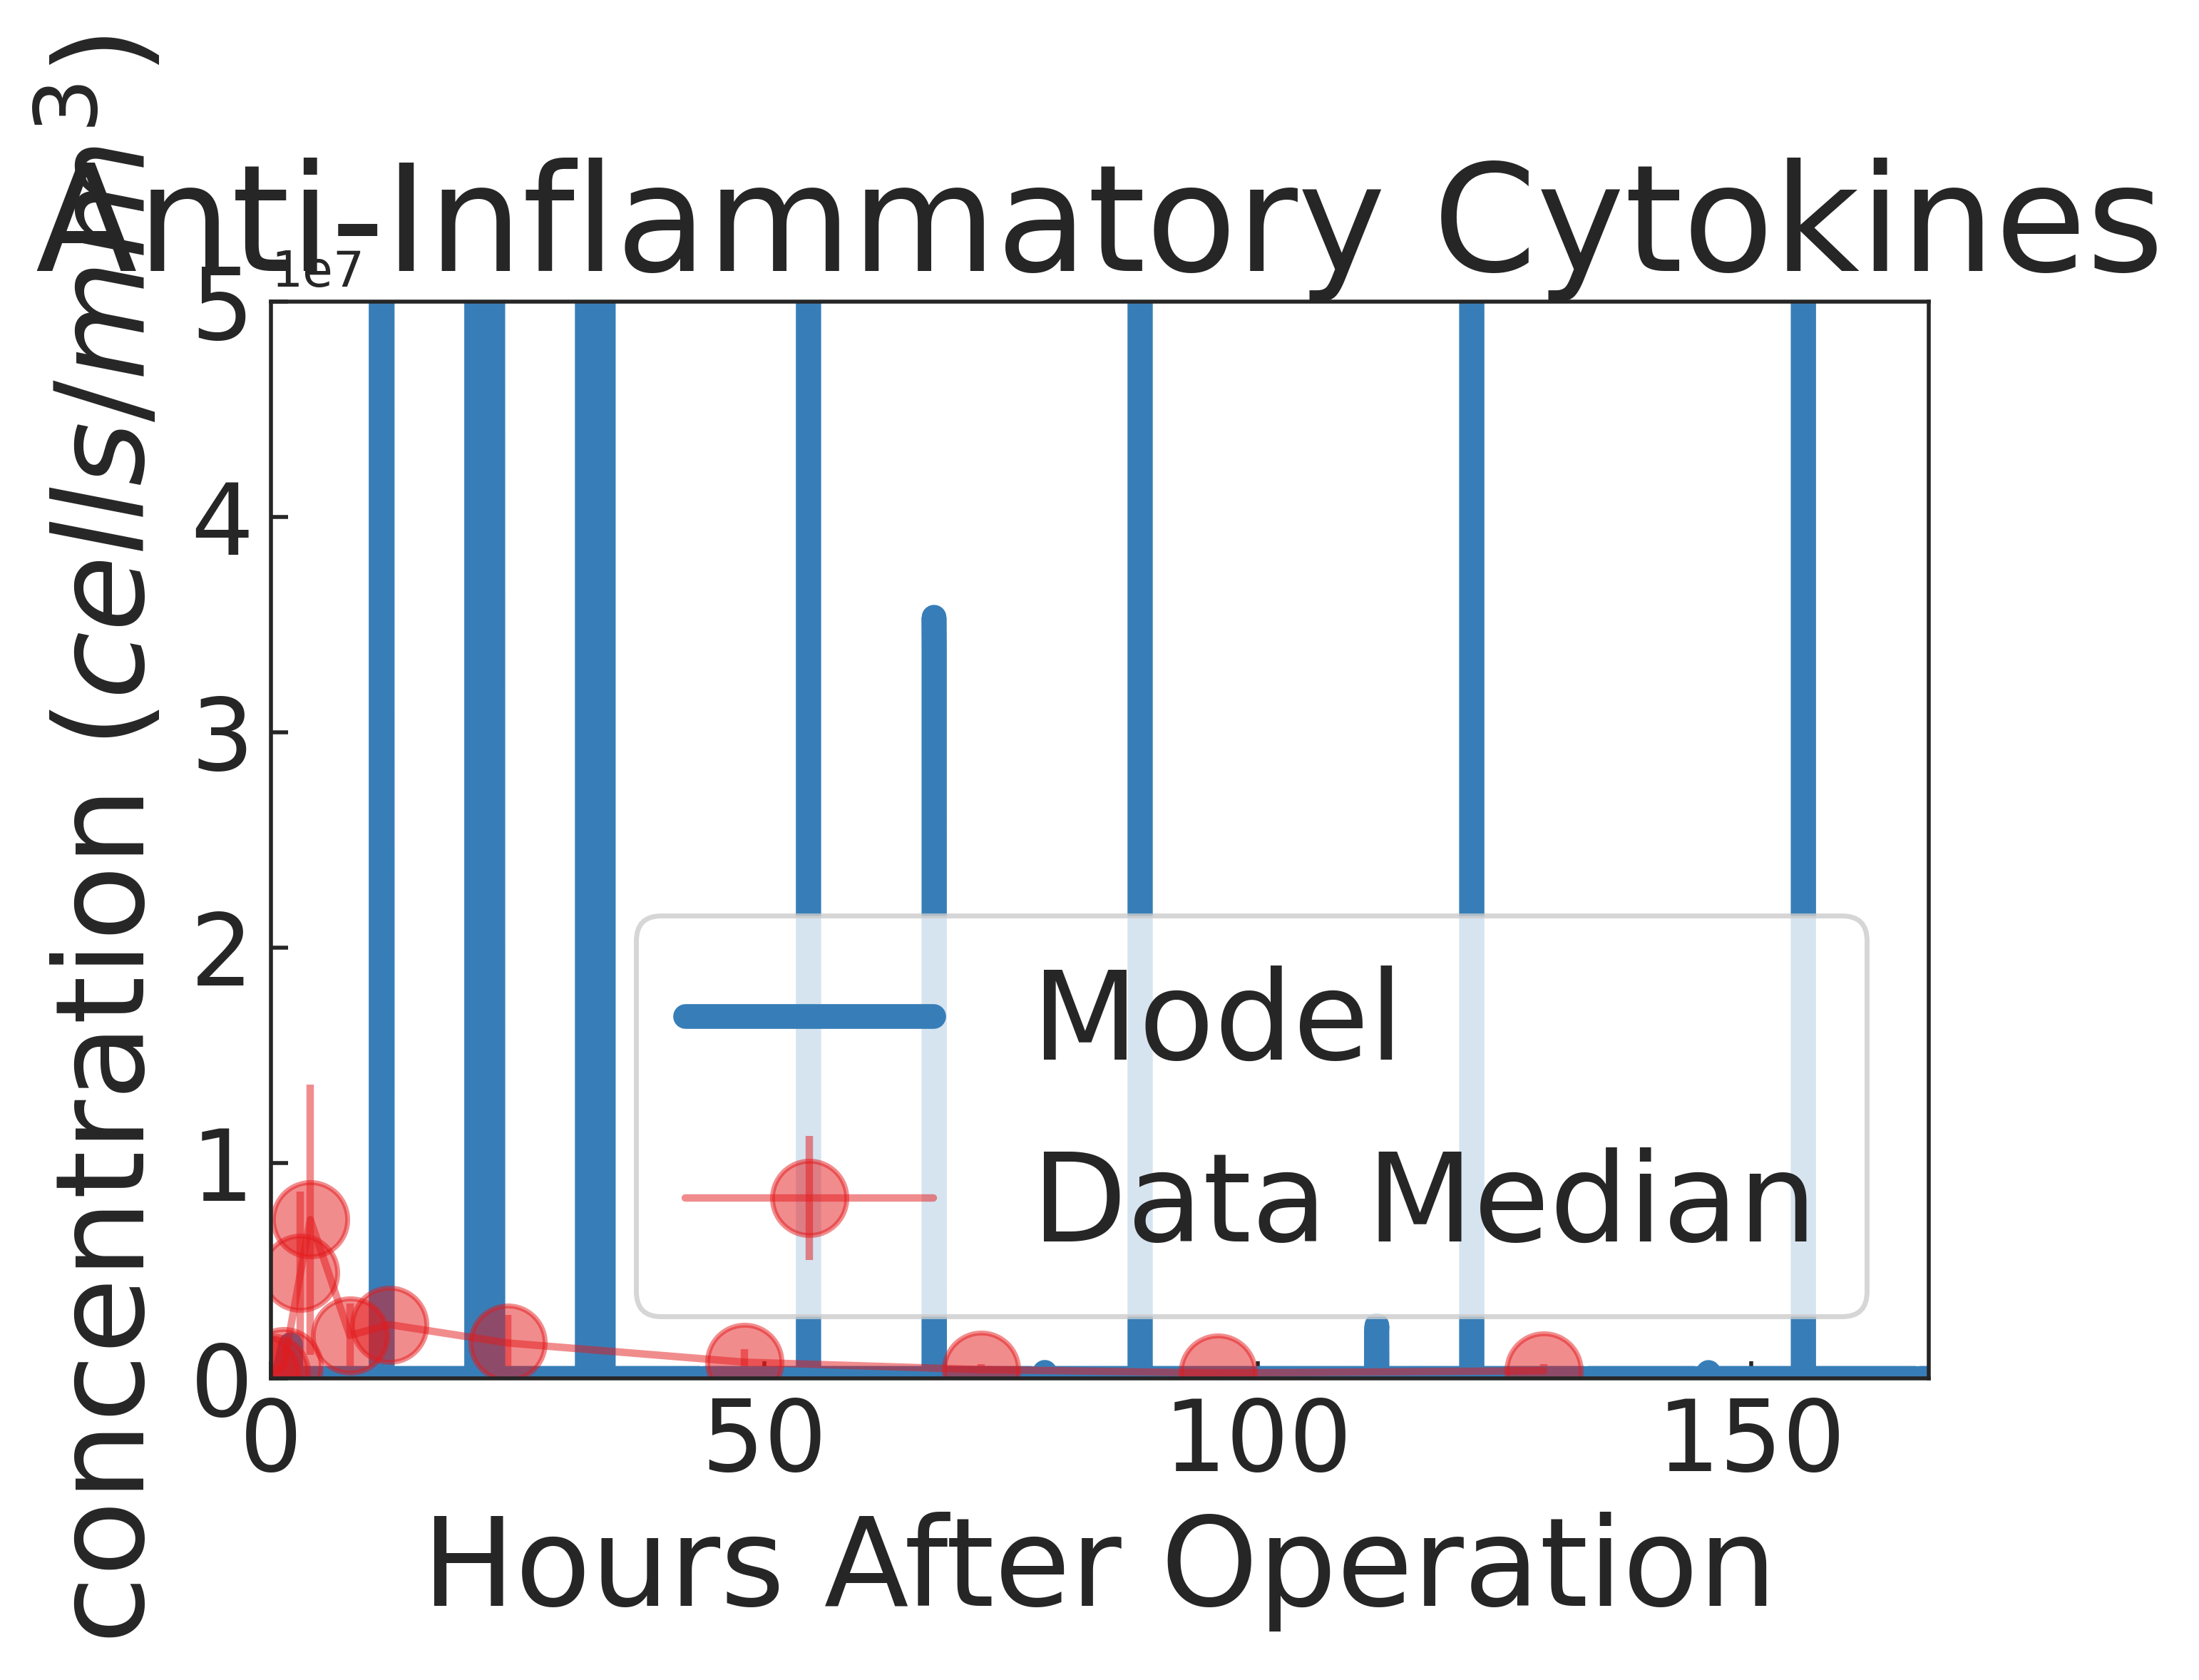 Anti-Inflammatory Cytokines
1e7
concentration (cells/mm³)
5
4
3
2
1
0
Model
Data Median
0 50 100 150
Hours After Operation